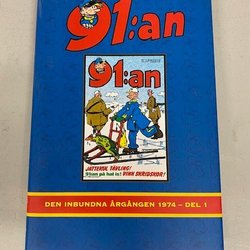 91:an
91:an
JÄTTEKUL TÄVLING!
91:an på hal is! VINN SKRIDSKOR!
DEN INBUNDNA ÅRGÅNGEN 1974 – DEL 1